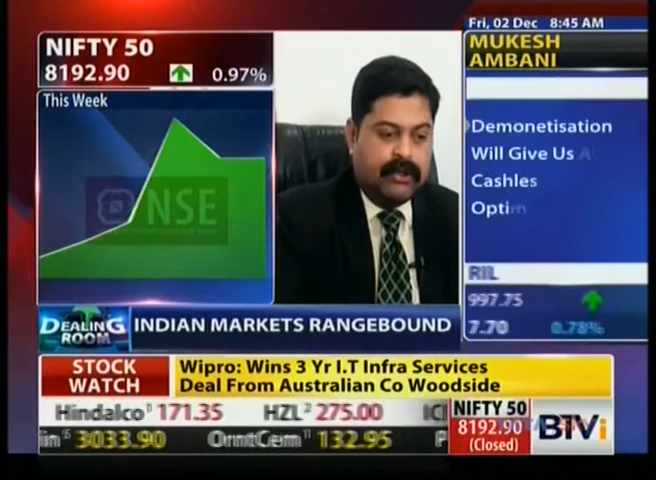 Fri, 02 Dec 8:45 AM
NIFTY 50
8192.90 0.97%
This Week
NSE
MUKESH
AMBANI
Demonetisation
Will Give Us A
Cashles
Optim
RIL
997.75
7.70 0.78%
DEALING
ROOM
INDIAN MARKETS RANGEBOUND
STOCK
WATCH
Wipro: Wins 3 Yr I.T Infra Services
Deal From Australian Co Woodside
Hindalco 171.35 HZL 275.00 ICI
im 3033.90 OrntCem 132.95 P
NIFTY 50
8192.90
(Closed)
BTVi